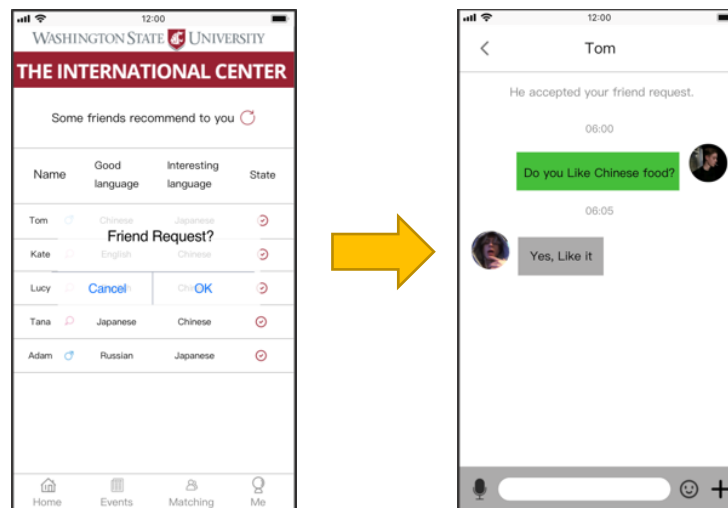 12:00
WASHINGTON STATE UNIVERSITY
THE INTERNATIONAL CENTER
Some friends recommend to you
Name Good language Interesting language State
Tom Chinese Japanese
Friend Request?
Kate English Chinese
Lucy Cancel OK
Tana Japanese Chinese
Adam Russian Japanese
Home Events Matching Me
12:00
Tom
He accepted your friend request.
06:00
Do you Like Chinese food?
06:05
Yes, Like it